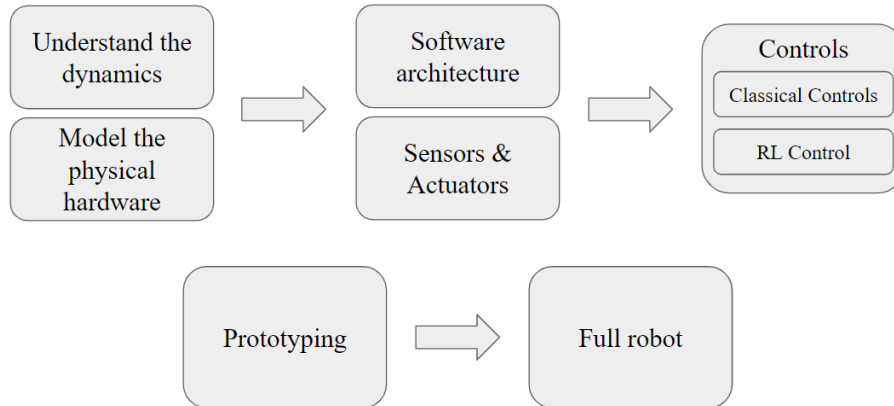 Understand the
dynamics
Model the
physical
hardware
Software
architecture
Sensors &
Actuators
Controls
Classical Controls
RL Control
Prototyping
Full robot